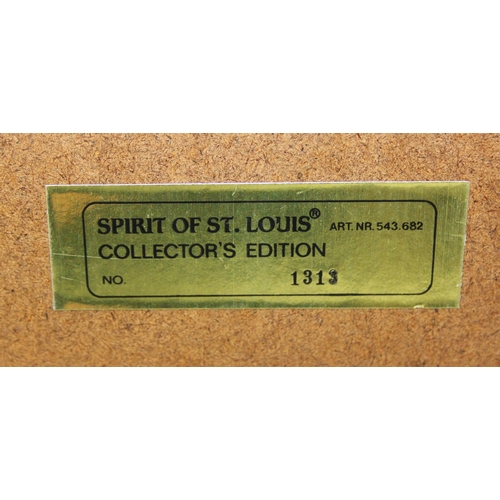 SPIRIT OF ST. LOUIS® ART. NR. 543.682
COLLECTOR'S EDITION
NO. 1313